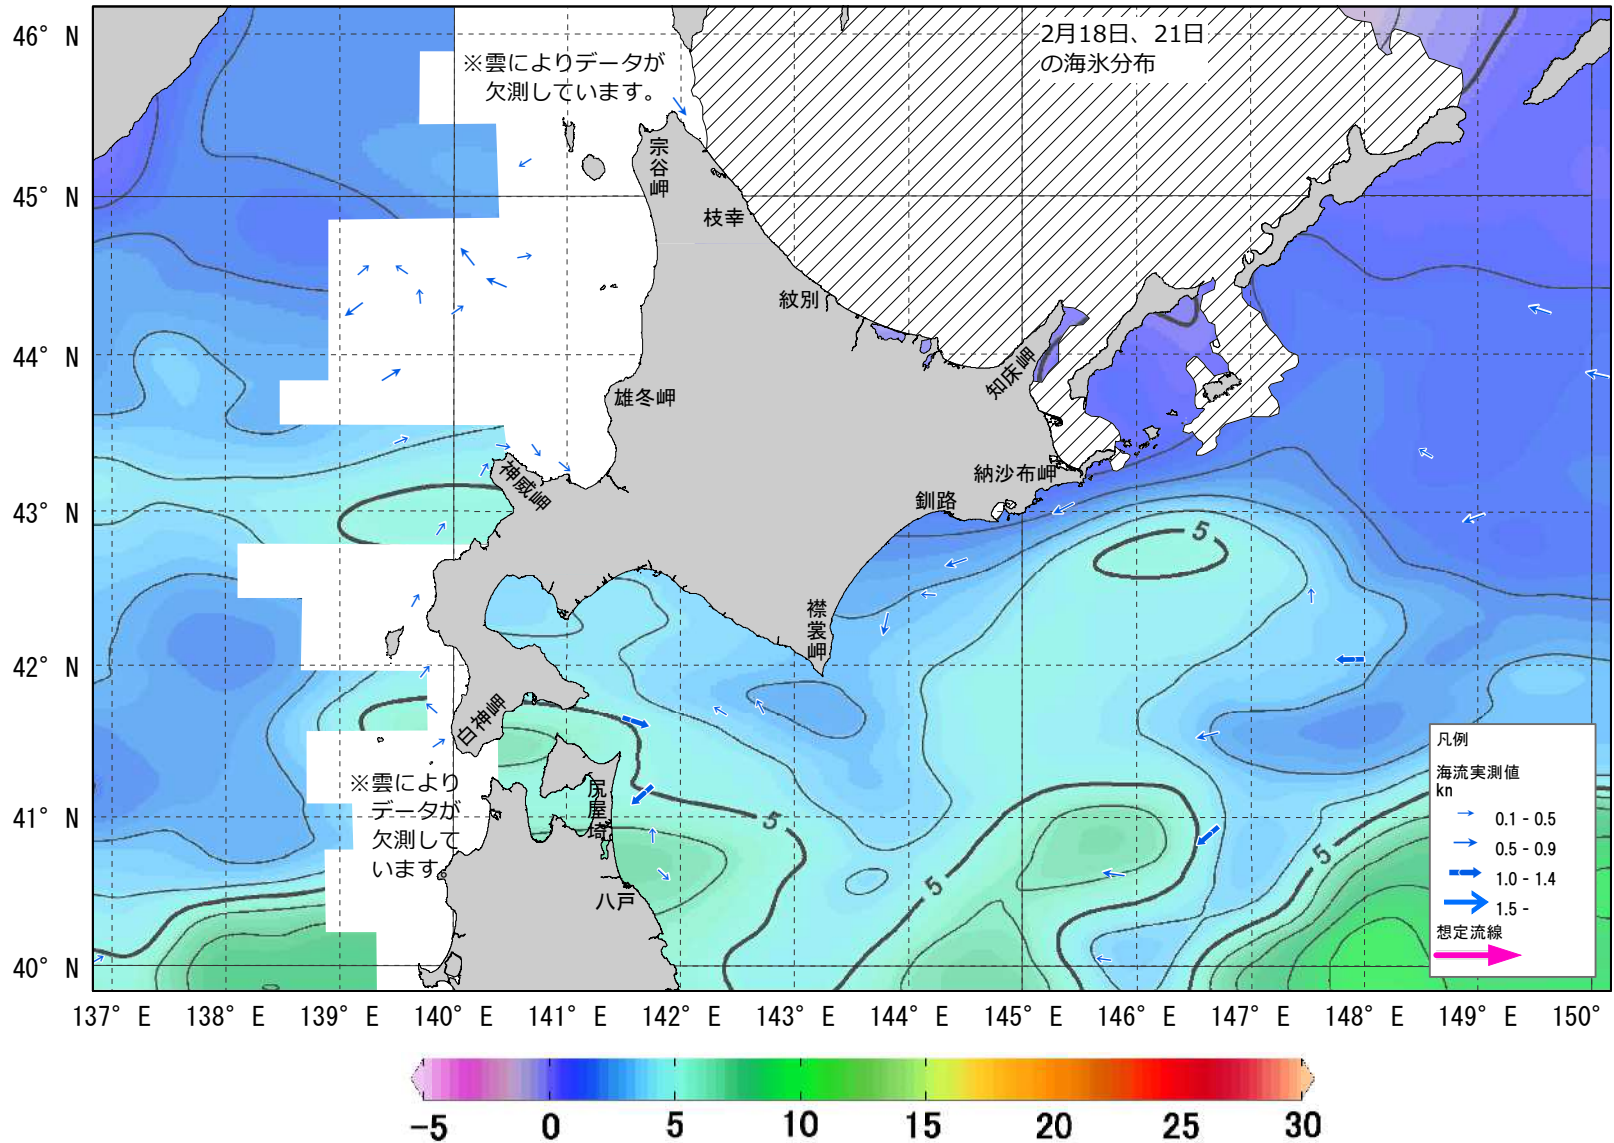 46° N
45° N
44° N
43° N
42° N
41° N
40° N
※雲によりデータが
欠測しています。
2月18日、21日
の海氷分布
宗谷岬
枝幸
紋別
知床岬
雄冬岬
納沙布岬
神威岬
釧路
襟裳岬
白神岬
※雲により
データが
欠測して
います。
尻屋埼
八戸
5
5
5
5
凡例
海流実測値
kn
0.1 - 0.5
0.5 - 0.9
1.0 - 1.4
1.5 -
想定流線
137° E 138° E 139° E 140° E 141° E 142° E 143° E 144° E 145° E 146° E 147° E 148° E 149° E 150°
-5 0 5 10 15 20 25 30